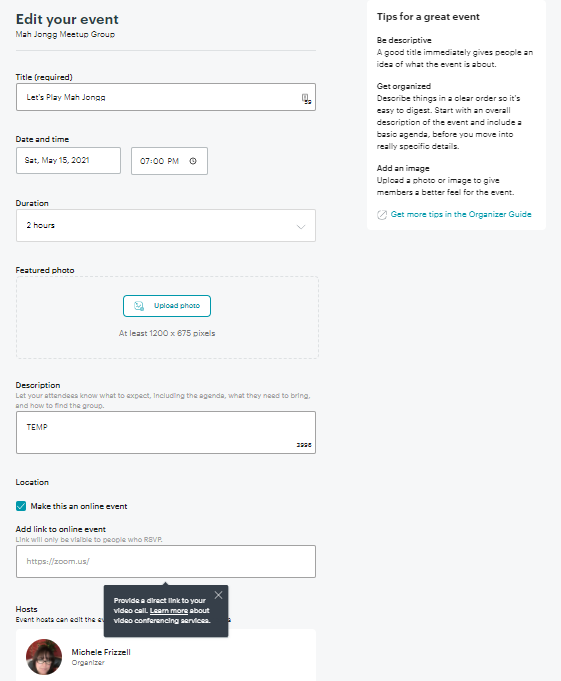 Edit your event
Mah Jongg Meetup Group
Title (required)
Let's Play Mah Jongg
59
Date and time
Sat, May 15, 2021
07:00 PM
Duration
2 hours
Featured photo
Upload photo
At least 1200 x 675 pixels
Description
Let your attendees know what to expect, including the agenda, what they need to bring,
and how to find the group.
TEMP
3996
Location
Make this an online event
Add link to online event
Link will only be visible to people who RSVP.
https://zoom.us/
Provide a direct link to your
video call. Learn more about
video conferencing services.
Hosts
Event hosts can edit the
Michele Frizzell
Organizer
Tips for a great event
Be descriptive
A good title immediately gives people an
idea of what the event is about.
Get organized
Describe things in a clear order so it's
easy to digest. Start with an overall
description of the event and include a
basic agenda, before you move into
really specific details.
Add an image
Upload a photo or image to give
members a better feel for the event.
Get more tips in the Organizer Guide